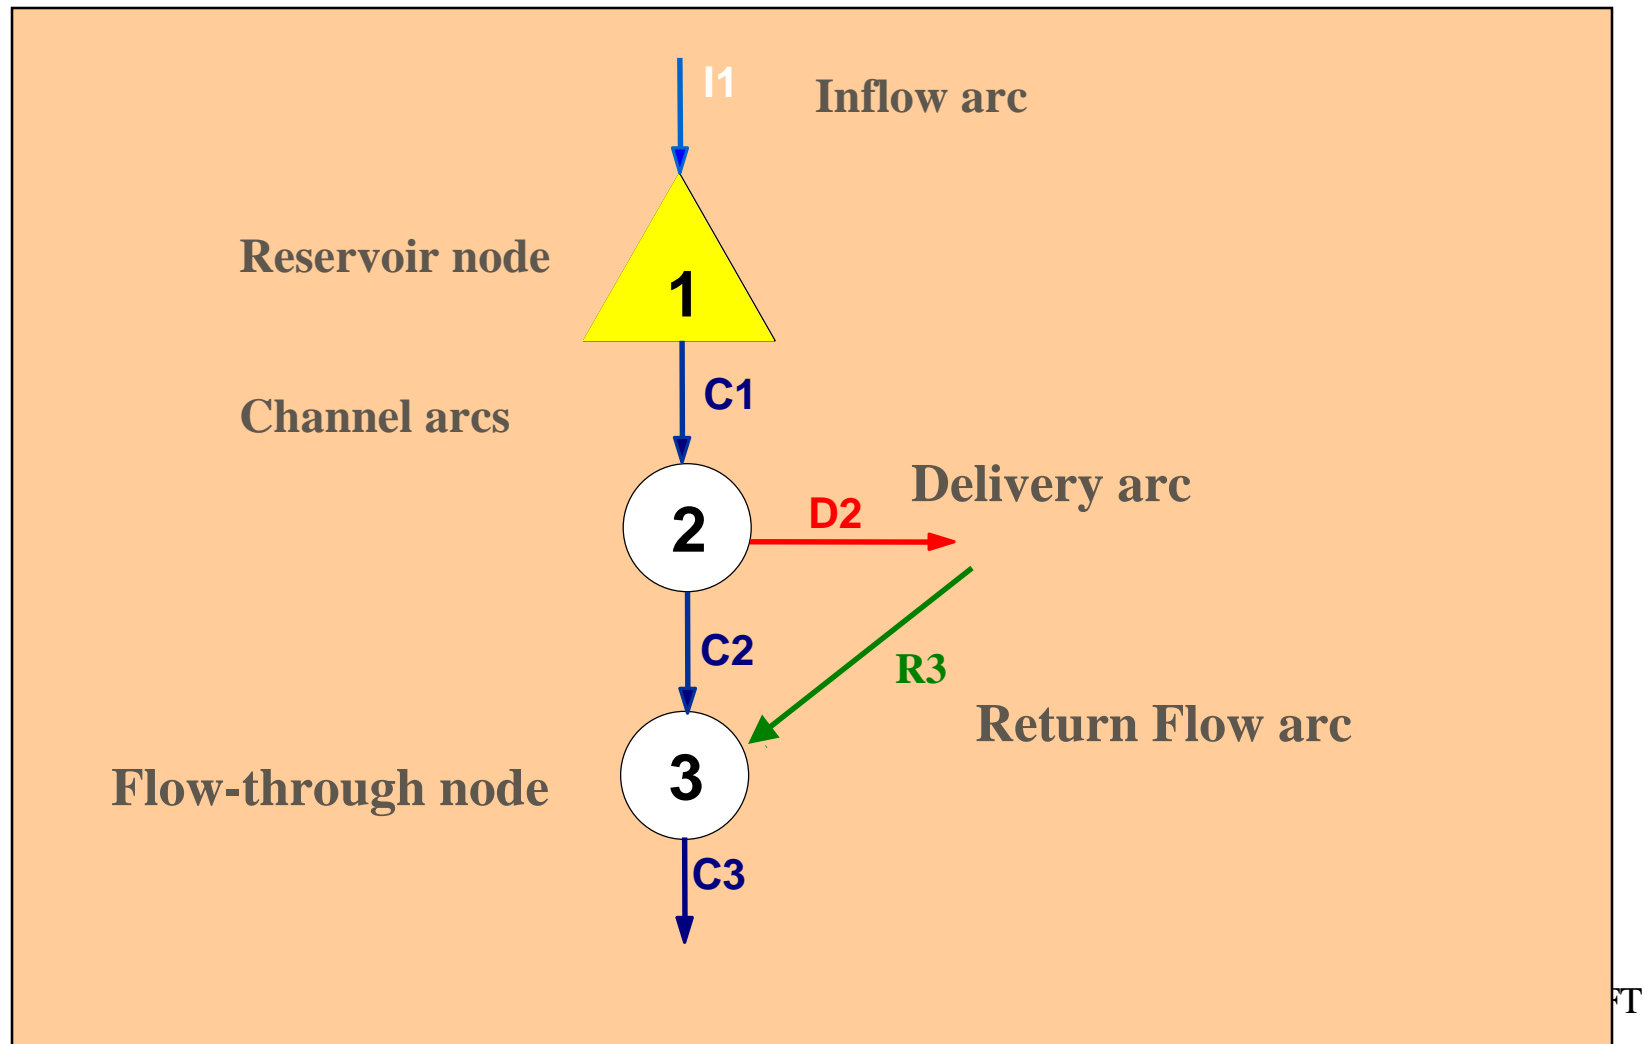 I1
Inflow arc
Reservoir node
1
C1
Channel arcs
Delivery arc
D2
2
C2
R3
Return Flow arc
3
Flow-through node
C3
FT